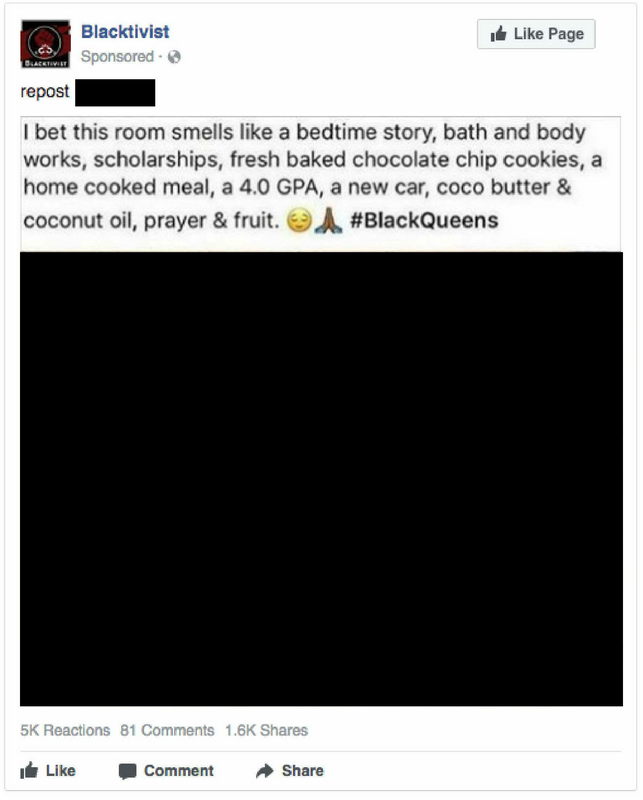 Blacktivist
Like Page
Sponsored ·
BLACKTIVIST
repost
I bet this room smells like a bedtime story, bath and body
works, scholarships, fresh baked chocolate chip cookies, a
home cooked meal, a 4.0 GPA, a new car, coco butter &
coconut oil, prayer & fruit. 😌🙏🏾 #BlackQueens
5K Reactions 81 Comments 1.6K Shares
Like Comment Share